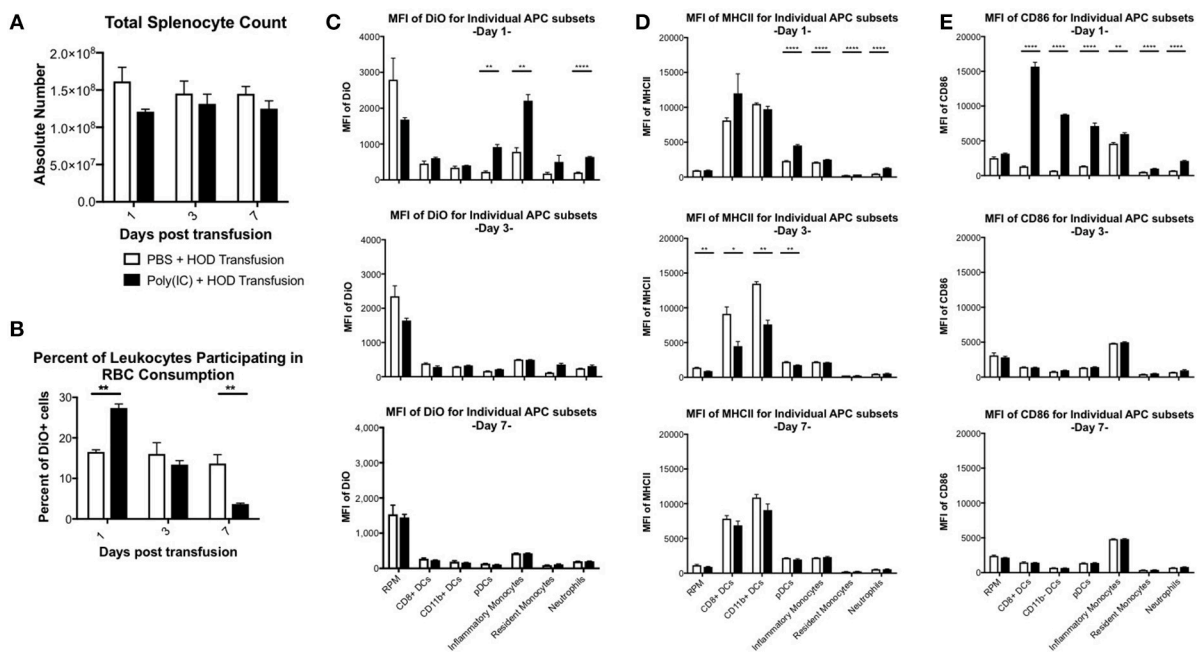 A
Total Splenocyte Count
2.0×10⁸
1.5×10⁸
1.0×10⁸
5.0×10⁷
0.0
Absolute Number
1
3
7
Days post transfusion
PBS + HOD Transfusion
Poly(IC) + HOD Transfusion
B
Percent of Leukocytes Participating in
RBC Consumption
**
**
30
20
10
0
Percent of DiO+ cells
1
3
7
Days post transfusion
C
MFI of DiO for Individual APC subsets
-Day 1-
4000
3000
2000
1000
0
MFI of DiO
**
**
****
MFI of DiO for Individual APC subsets
-Day 3-
4000
3000
2000
1000
0
MFI of DiO
MFI of DiO for Individual APC subsets
-Day 7-
4,000
3,000
2,000
1,000
0
MFI of DiO
RPM
CD8+ DCs
CD11b+ DCs
pDCs
Inflammatory Monocytes
Resident Monocytes
Neutrophils
D
MFI of MHCII for Individual APC subsets
-Day 1-
20000
15000
10000
5000
0
MFI of MHCII
****
****
****
****
MFI of MHCII for Individual APC subsets
-Day 3-
20000
15000
10000
5000
0
MFI of MHCII
**
*
**
**
MFI of MHCII for Individual APC subsets
-Day 7-
20000
15000
10000
5000
0
MFI of MHCII
RPM
CD8+ DCs
CD11b+ DCs
pDCs
Inflammatory Monocytes
Resident Monocytes
Neutrophils
E
MFI of CD86 for Individual APC subsets
-Day 1-
20000
15000
10000
5000
0
MFI of CD86
****
****
****
**
****
****
MFI of CD86 for Individual APC subsets
-Day 3-
20000
15000
10000
5000
0
MFI of CD86
MFI of CD86 for Individual APC subsets
-Day 7-
20000
15000
10000
5000
0
MFI of CD86
RPM
CD8+ DCs
CD11b- DCs
pDCs
Inflammatory Monocytes
Resident Monocytes
Neutrophils